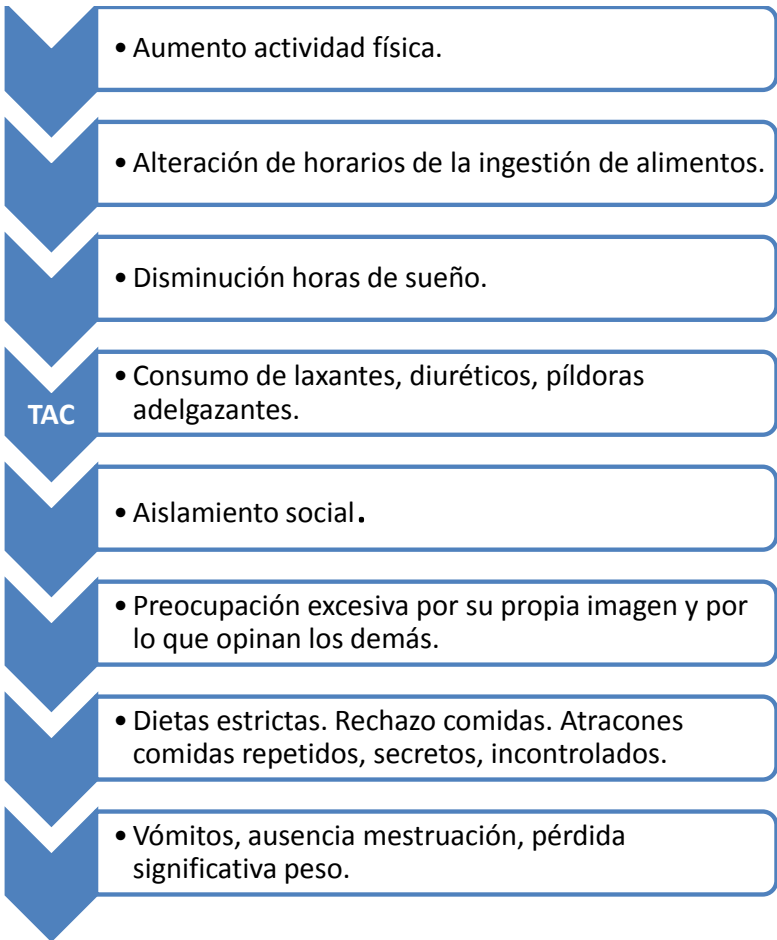 • Aumento actividad física.
• Alteración de horarios de la ingestión de alimentos.
• Disminución horas de sueño.
TAC
• Consumo de laxantes, diuréticos, píldoras
adelgazantes.
• Aislamiento social.
• Preocupación excesiva por su propia imagen y por
lo que opinan los demás.
• Dietas estrictas. Rechazo comidas. Atracones
comidas repetidos, secretos, incontrolados.
• Vómitos, ausencia mestruación, pérdida
significativa peso.